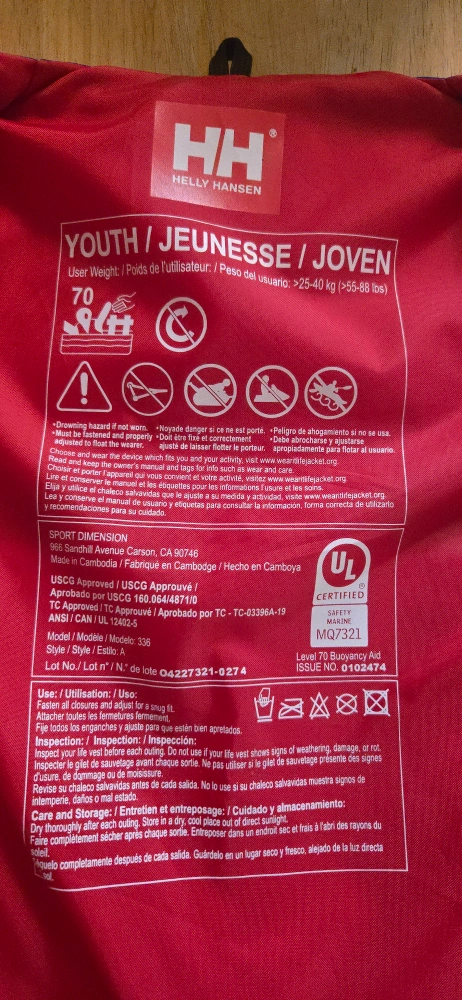 HH®
HELLY HANSEN
YOUTH / JEUNESSE / JOVEN
User Weight: / Poids de l'utilisateur: / Peso del usuario: >25-40 kg (>55-88 lbs)
70
•Drowning hazard if not worn.
•Must be fastened and properly
adjusted to float the wearer.
•Noyade danger si ce ne est porté.
•Doit être fixé et correctement
ajusté de laisser flotter le porteur.
•Peligro de ahogamiento si no se usa.
•Debe abrocharse y ajustarse
apropiadamente para flotar al usuario.
Choose and wear the device which fits you and your activity, visit www.wearitlifejacket.org.
Read and keep the owner's manual and tags for info such as wear and care.
Choisir et porter l'appareil qui vous convient et votre activité, visitez www.wearitlifejacket.org.
Lire et conserver le manuel et les étiquettes pour les informations l'usure et les soins.
Elija y utilice el chaleco salvavidas que le ajuste a su medida y actividad, visite www.wearitlifejacket.org.
Lea y conserve el manual de usuario y etiquetas para consultar la información, forma correcta de utilizarlo
y recomendaciones para su cuidado.
SPORT DIMENSION
966 Sandhill Avenue Carson, CA 90746
Made in Cambodia / Fabriqué en Cambodge / Hecho en Camboya
USCG Approved / USCG Approuvé /
Aprobado por USCG 160.064/4871/0
TC Approved / TC Approuvé / Aprobado por TC - TC-03396A-19
ANSI / CAN / UL 12402-5
Model / Modèle / Modelo: 336
Style / Style / Estilo: A
Lot No./ Lot n° / N.° de lote 04227321-0274
UL
®
CERTIFIED
SAFETY
MARINE
MQ7321
Level 70 Buoyancy Aid
ISSUE NO. 0102474
Use: / Utilisation: / Uso:
Fasten all closures and adjust for a snug fit.
Attacher toutes les fermetures fermement.
Fije todos los enganches y ajuste para que estén bien apretados.
Inspection: / Inspection: / Inspección:
Inspect your life vest before each outing. Do not use if your life vest shows signs of weathering, damage, or rot.
Inspecter le gilet de sauvetage avant chaque sortie. Ne pas utiliser si le gilet de sauvetage présente des signes
d'usure, de dommage ou de moisissure.
Revise su chaleco salvavidas antes de cada salida. No lo use si su chaleco salvavidas muestra signos de
intemperie, daños o mal estado.
Care and Storage: / Entretien et entreposage: / Cuidado y almacenamiento:
Dry thoroughly after each outing. Store in a dry, cool place out of direct sunlight.
Faire complètement sécher après chaque sortie. Entreposer dans un endroit sec et frais à l'abri des rayons du
soleil.
Séquelo completamente después de cada salida. Guárdelo en un lugar seco y fresco, alejado de la luz directa
sol.